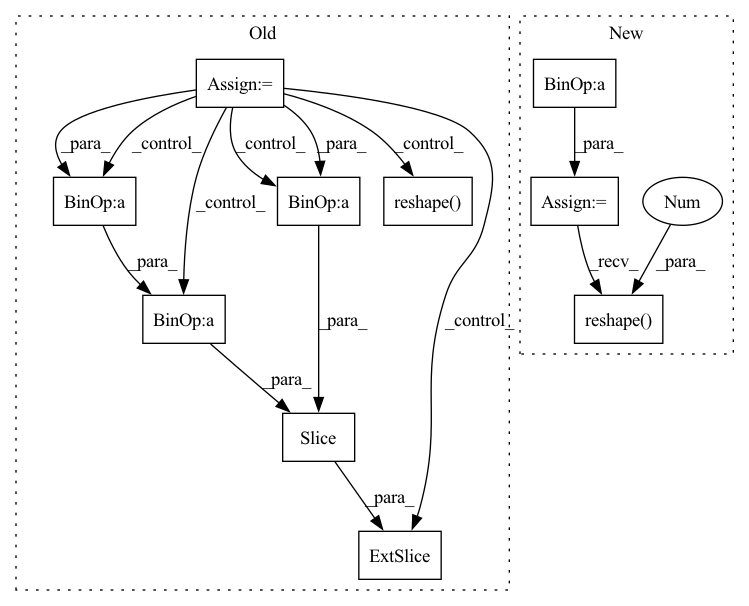 Old
New
Assign:=
BinOp:a
_para_
_control_
_control_
_para_
_control_
_para_
BinOp:a
BinOp:a
reshape()
Assign:=
Num
_control_
_para_
_para_
_recv_
_para_
BinOp:a
_control_
reshape()
_para_
Slice
_para_
ExtSlice